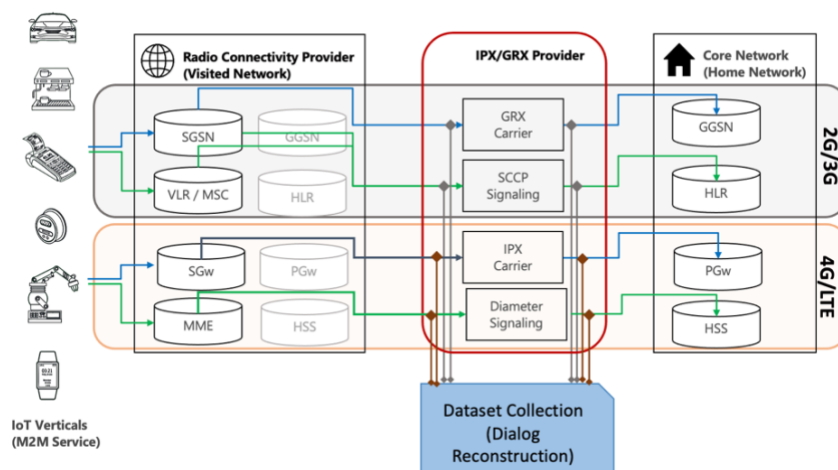 Radio Connectivity Provider
(Visited Network)
IPX/GRX Provider
Core Network
(Home Network)
SGSN
GGSN
GRX
Carrier
GGSN
VLR / MSC
HLR
SCCP
Signaling
HLR
2G/3G
SGw
PGw
IPX
Carrier
PGw
MME
HSS
Diameter
Signaling
HSS
4G/LTE
Dataset Collection
(Dialog
Reconstruction)
IoT Verticals
(M2M Service)